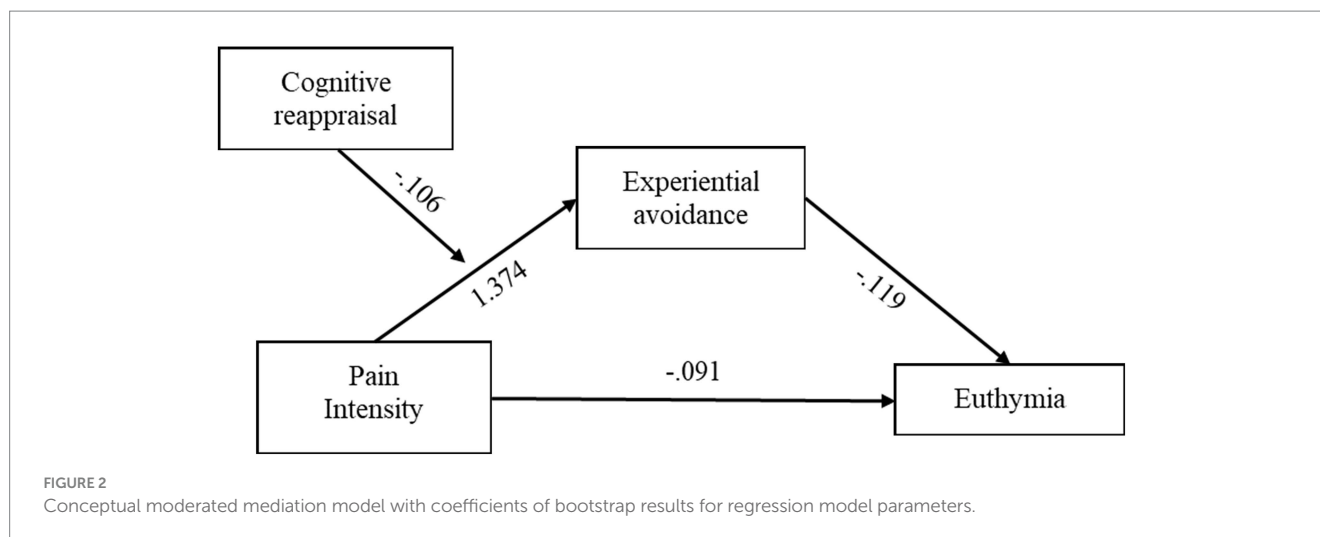 Cognitive
reappraisal
-.106
Experiential
avoidance
1.374
-.119
Pain
Intensity
-.091
Euthymia
FIGURE 2
Conceptual moderated mediation model with coefficients of bootstrap results for regression model parameters.